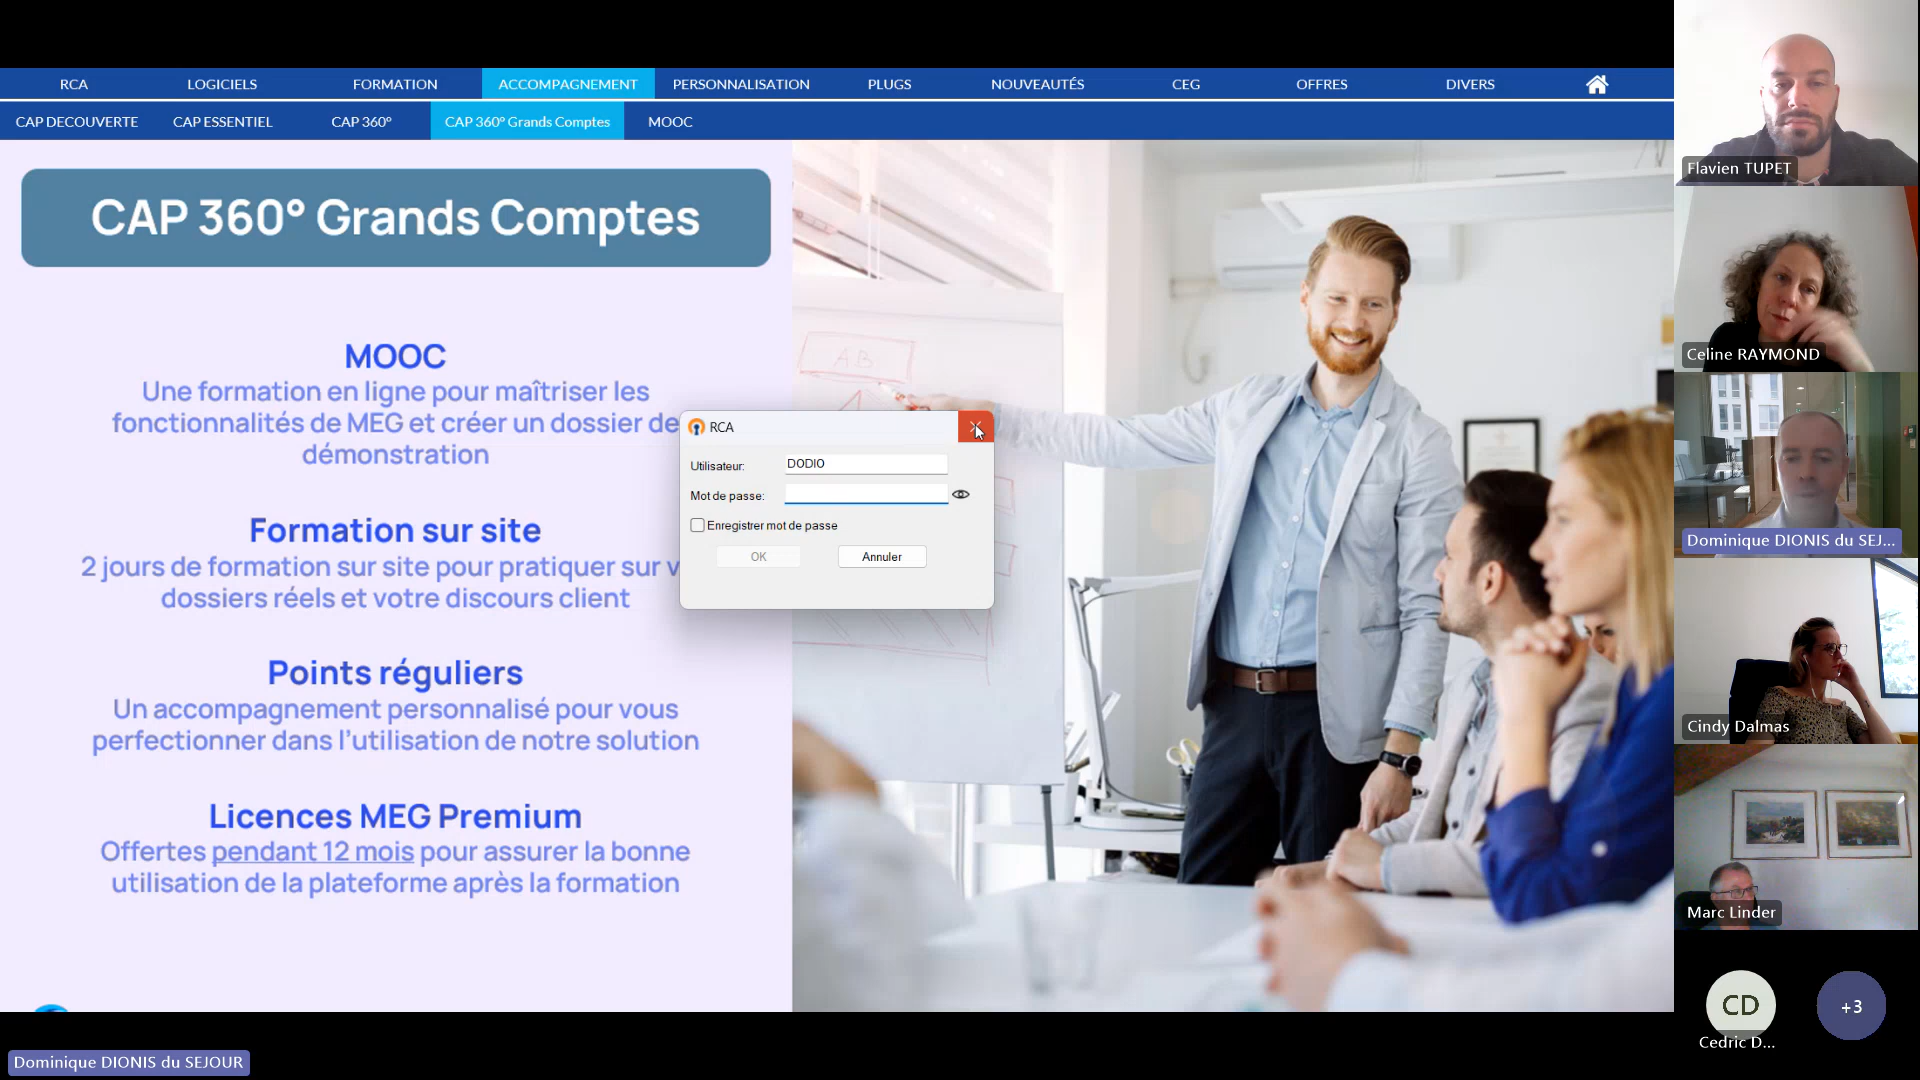 RCA LOGICIELS FORMATION ACCOMPAGNEMENT PERSONNALISATION PLUGS NOUVEAUTÉS CEG OFFRES DIVERS
CAP DECOUVERTE CAP ESSENTIEL CAP 360° CAP 360° Grands Comptes MOOC
CAP 360° Grands Comptes
MOOC
Une formation en ligne pour maîtriser les
fonctionnalités de MEG et créer un dossier de
démonstration
Formation sur site
2 jours de formation sur site pour pratiquer sur v
dossiers réels et votre discours client
Points réguliers
Un accompagnement personnalisé pour vous
perfectionner dans l'utilisation de notre solution
Licences MEG Premium
Offertes pendant 12 mois pour assurer la bonne
utilisation de la plateforme après la formation
AB
RCA
Utilisateur: DODIO
Mot de passe:
Enregistrer mot de passe
OK Annuler
Flavien TUPET
Celine RAYMOND
Dominique DIONIS du SEJ...
Cindy Dalmas
Marc Linder
CD +3
Cedric D...
Dominique DIONIS du SEJOUR